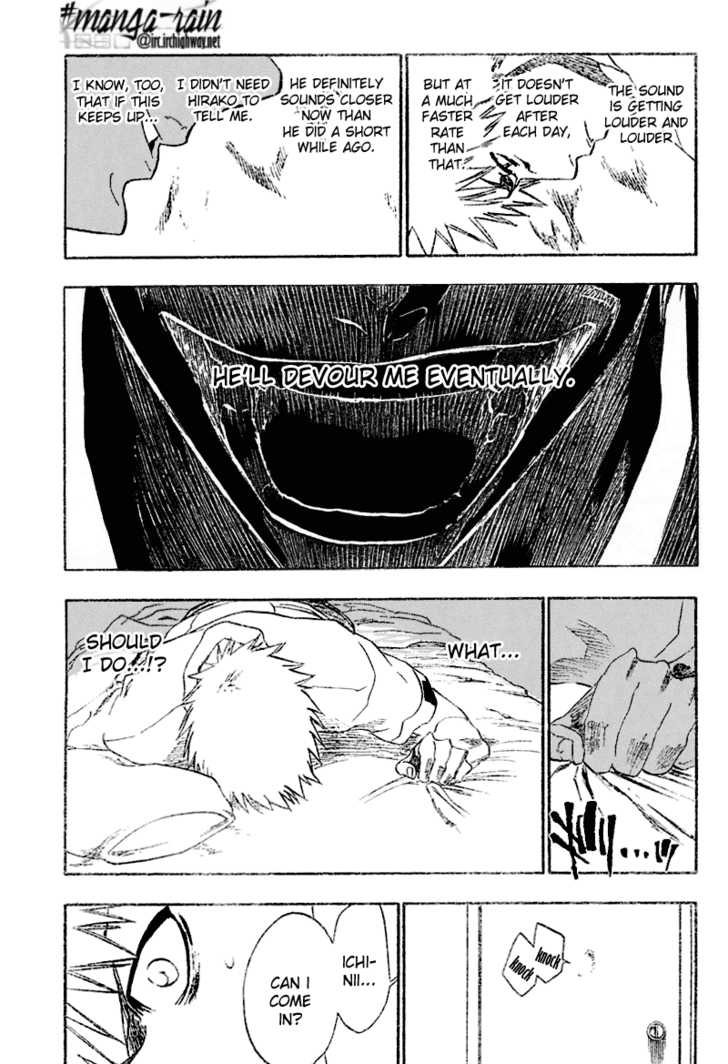 #manga-rain
@irc.irchighway.net
THE SOUND
IS GETTING
LOUDER AND
LOUDER
IT DOESN'T
GET LOUDER
AFTER
EACH DAY,
BUT AT
A MUCH
FASTER
RATE
THAN
THAT.
HE DEFINITELY
SOUNDS CLOSER
NOW THAN
HE DID A SHORT
WHILE AGO.
I DIDN'T NEED
HIRAKO TO
TELL ME.
I KNOW, TOO,
THAT IF THIS
KEEPS UP...
HE'LL DEVOUR ME EVENTUALLY.
WHAT...
SHOULD
I DO...!?
KNOCK
KNOCK
ICHI-
NII...
CAN I
COME
IN?